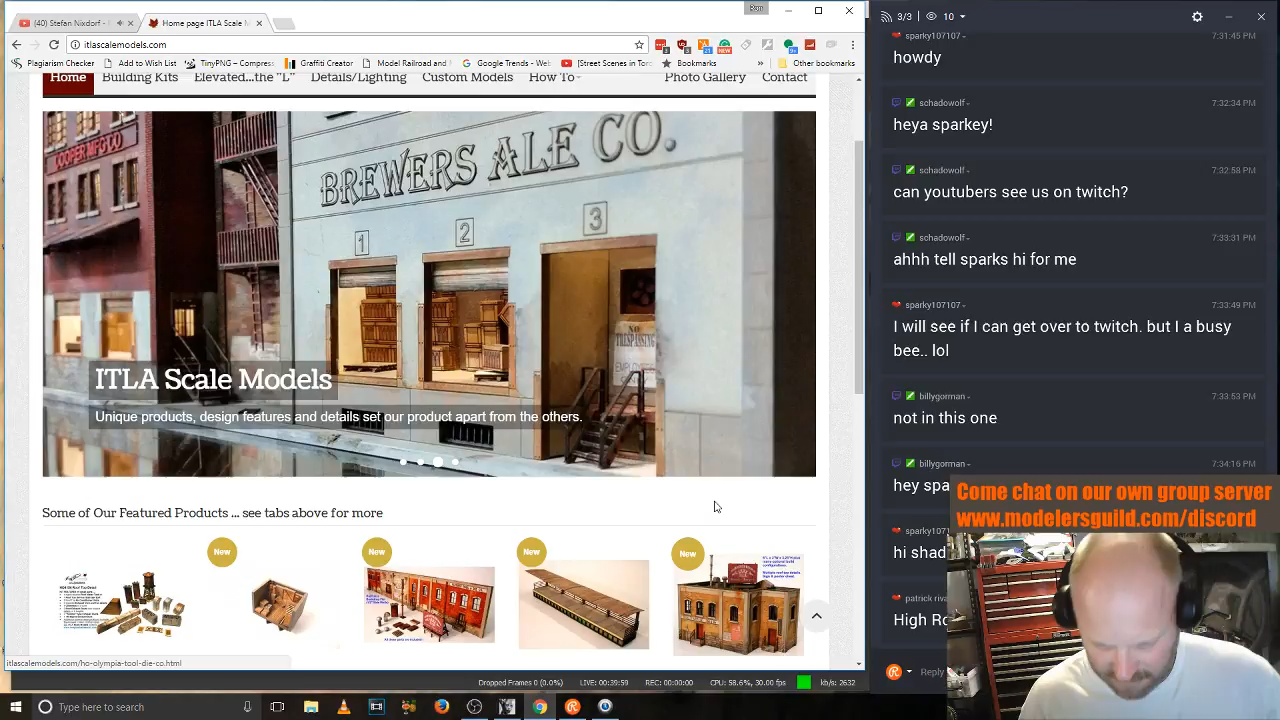 (40) Stefan Nixdorf -
Home page ITLA Scale M
Ron
itlascalemodels.com
Plagiarism Checker
Add to Wish List
TinyPNG – Compress
Graffiti Creator
Model Railroad and
Google Trends - Web
[Street Scenes in Toro
Bookmarks
»
Other bookmarks
Home
Building Kits
Elevated...the "L"
Details/Lighting
Custom Models
How To
Photo Gallery
Contact
COOPER MFG CO
BREWERS ALE CO.
1
2
3
NO
TRESPASSING
EMPLOYEES
ITLA Scale Models
Unique products, design features and details set our product apart from the others.
Some of Our Featured Products ... see tabs above for more
New
New
New
New
itlascalemodels.com/ho-olympia-tool-die-co.html
Dropped Frames 0 (0.0%)
LIVE: 00:39:59
REC: 00:00:00
CPU: 58.6%, 30.00 fps
kb/s: 2632
Type here to search
3/3
10
sparky107107
7:31:45 PM
howdy
schadowolf
7:32:34 PM
heya sparkey!
schadowolf
7:32:58 PM
can youtubers see us on twitch?
schadowolf
7:33:31 PM
ahhh tell sparks hi for me
sparky107107
7:33:49 PM
I will see if I can get over to twitch. but I a busy
bee.. lol
billygorman
7:33:53 PM
not in this one
billygorman
7:34:16 PM
hey spa
sparky1071
hi shad
patrick riva
High Ro
Reply
Come chat on our own group server
www.modelersguild.com/discord